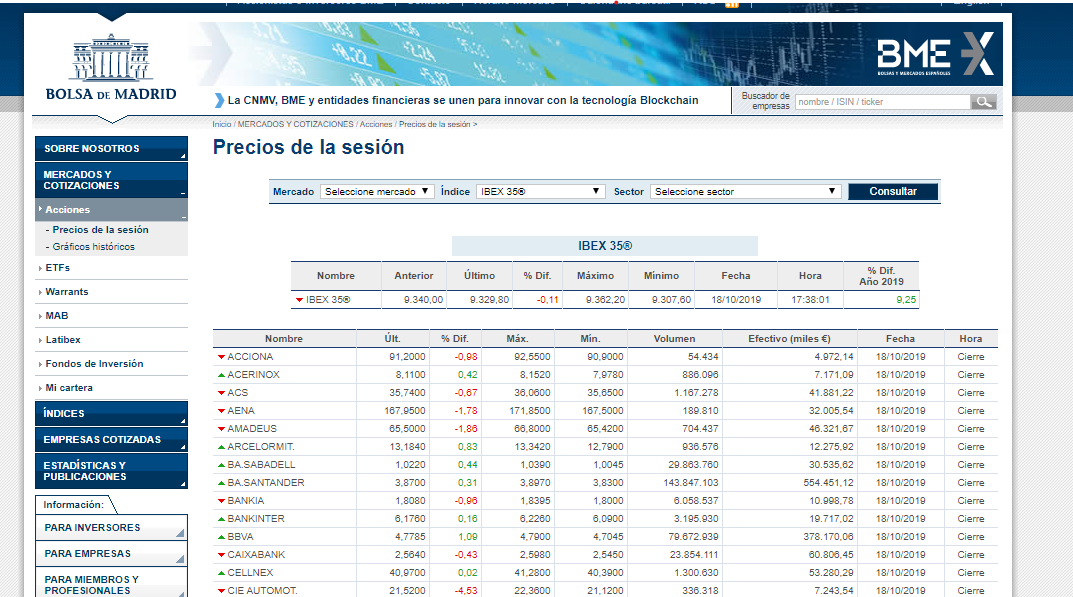 BOLSA DE MADRID
BME X
BOLSAS Y MERCADOS ESPAÑOLES
La CNMV, BME y entidades financieras se unen para innovar con la tecnología Blockchain
Buscador de empresas
nombre / ISIN / ticker
Inicio / MERCADOS Y COTIZACIONES / Acciones / Precios de la sesión >
SOBRE NOSOTROS
MERCADOS Y
COTIZACIONES
Acciones
- Precios de la sesión
- Gráficos históricos
ETFs
Warrants
MAB
Latibex
Fondos de Inversión
Mi cartera
ÍNDICES
EMPRESAS COTIZADAS
ESTADÍSTICAS Y
PUBLICACIONES
Información:
PARA INVERSORES
PARA EMPRESAS
PARA MIEMBROS Y
PROFESIONALES
Precios de la sesión
Mercado Seleccione mercado Índice IBEX 35® Sector Seleccione sector Consultar
IBEX 35®
Nombre Anterior Último % Dif. Máximo Mínimo Fecha Hora % Dif. Año 2019
IBEX 35® 9.340,00 9.329,80 -0,11 9.362,20 9.307,60 18/10/2019 17:38:01 9,25
Nombre Últ. % Dif. Máx. Mín. Volumen Efectivo (miles €) Fecha Hora
ACCIONA 91,2000 -0,98 92,5500 90,9000 54.434 4.972,14 18/10/2019 Cierre
ACERINOX 8,1100 0,42 8,1520 7,9780 886.096 7.171,09 18/10/2019 Cierre
ACS 35,7400 -0,67 36,0600 35,6500 1.167.278 41.881,22 18/10/2019 Cierre
AENA 167,9500 -1,78 171,8500 167,5000 189.810 32.005,54 18/10/2019 Cierre
AMADEUS 65,5000 -1,86 66,8000 65,4200 704.437 46.321,67 18/10/2019 Cierre
ARCELORMIT. 13,1840 0,83 13,3420 12,7900 936.576 12.275,92 18/10/2019 Cierre
BA.SABADELL 1,0220 0,44 1,0390 1,0045 29.863.760 30.535,62 18/10/2019 Cierre
BA.SANTANDER 3,8700 0,31 3,8970 3,8300 143.847.103 554.451,12 18/10/2019 Cierre
BANKIA 1,8080 -0,96 1,8395 1,8000 6.058.537 10.998,78 18/10/2019 Cierre
BANKINTER 6,1760 0,16 6,2260 6,0900 3.195.930 19.717,02 18/10/2019 Cierre
BBVA 4,7785 1,09 4,7900 4,7045 79.672.939 378.170,06 18/10/2019 Cierre
CAIXABANK 2,5640 -0,43 2,5980 2,5450 23.854.111 60.806,45 18/10/2019 Cierre
CELLNEX 40,9700 0,02 41,2800 40,3900 1.300.630 53.280,29 18/10/2019 Cierre
CIE AUTOMOT. 21,5200 -4,53 22,3600 21,1200 336.318 7.243,54 18/10/2019 Cierre